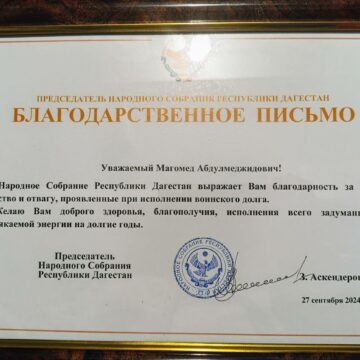 ПРЕДСЕДАТЕЛЬ НАРОДНОГО СОБРАНИЯ РЕСПУБЛИКИ ДАГЕСТАН
БЛАГОДАРСТВЕННОЕ ПИСЬМО
Уважаемый Магомед Абдулмеджидович!
Народное Собрание Республики Дагестан выражает Вам благодарность за
ство и отвагу, проявленные при исполнении воинского долга.
Желаю Вам доброго здоровья, благополучия, исполнения всего задуман
якаемой энергии на долгие годы.
Председатель
Народного Собрания
Республики Дагестан
З. Аскендеров
27 сентября 2024